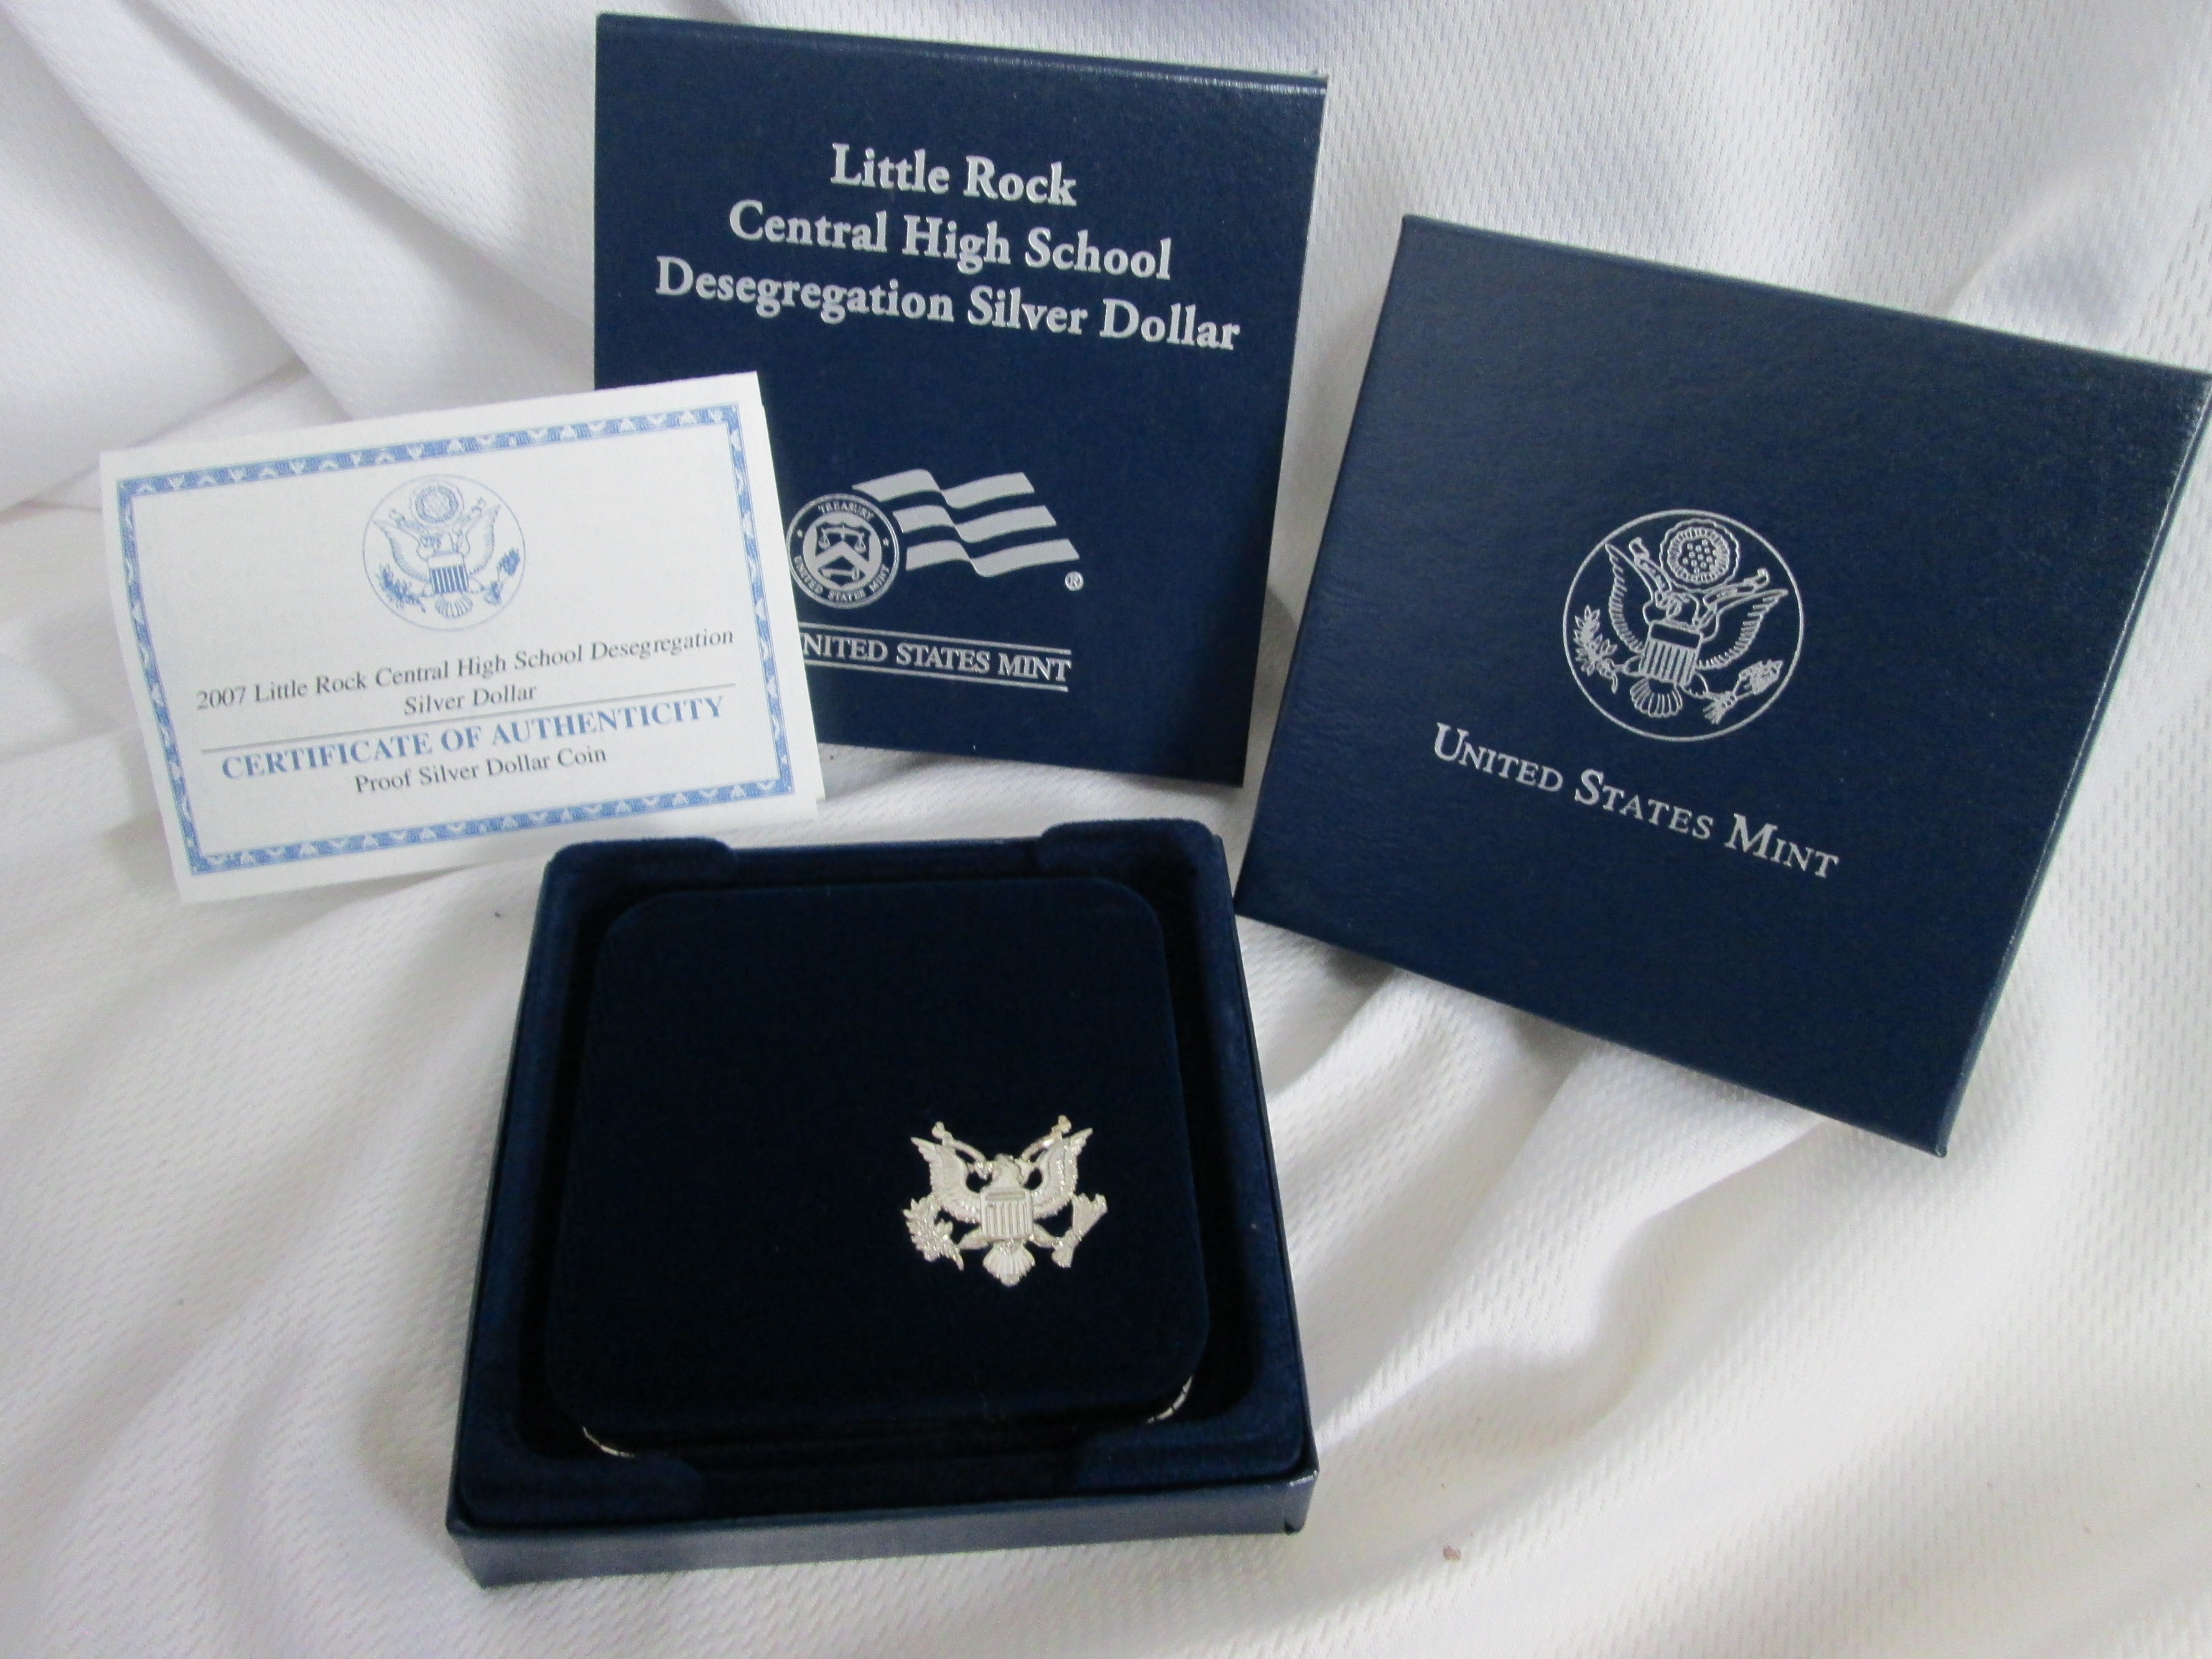 Little Rock
Central High School
Desegregation Silver Dollar
TREASURY
UNITED STATES MINT
®
NITED STATES MINT
2007 Little Rock Central High School Desegregation
Silver Dollar
CERTIFICATE OF AUTHENTICITY
Proof Silver Dollar Coin
UNITED STATES MINT